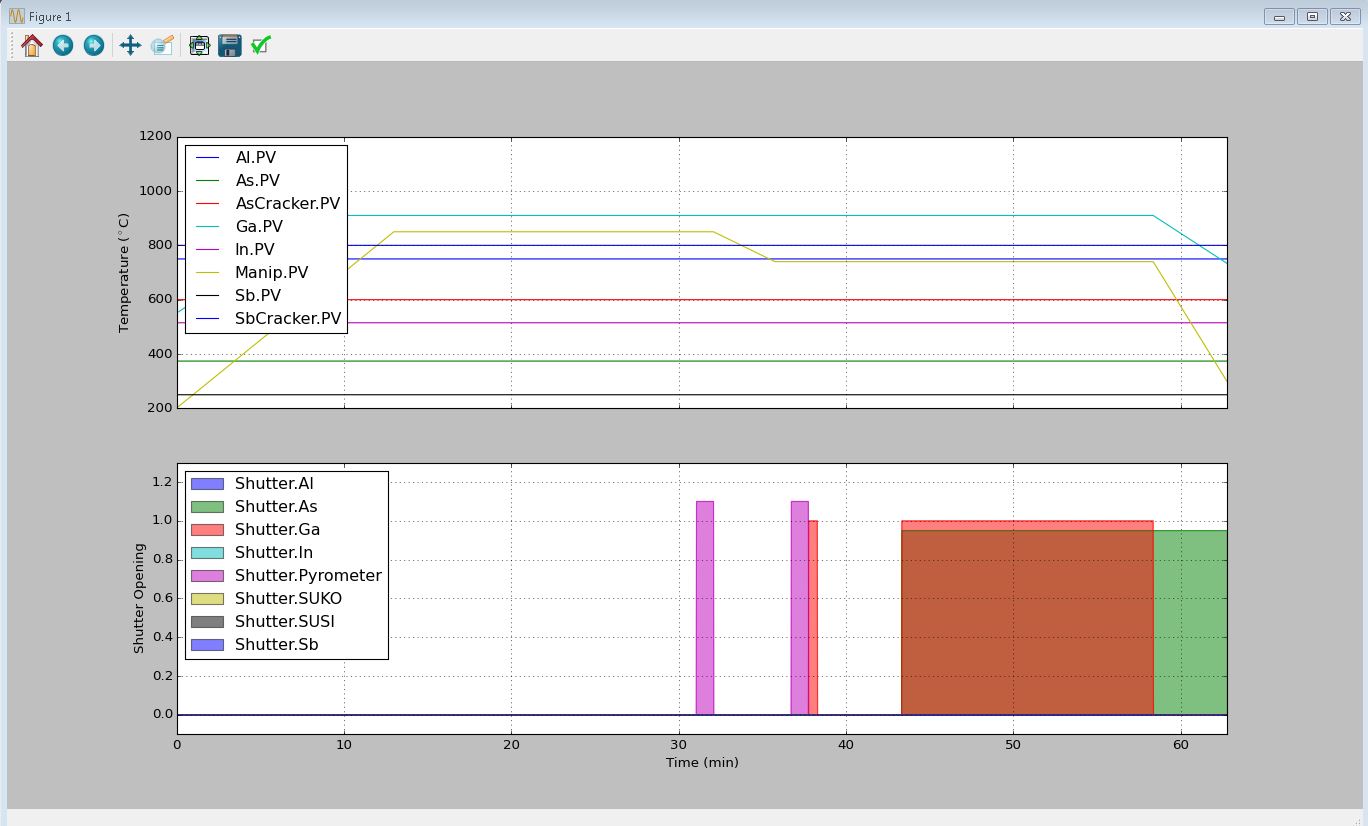 Figure 1
1200
1000
800
600
400
200
Temperature (°C)
Al.PV
As.PV
AsCracker.PV
Ga.PV
In.PV
Manip.PV
Sb.PV
SbCracker.PV
1.2
1.0
0.8
0.6
0.4
0.2
0.0
Shutter Opening
Shutter.Al
Shutter.As
Shutter.Ga
Shutter.In
Shutter.Pyrometer
Shutter.SUKO
Shutter.SUSI
Shutter.Sb
0 10 20 30 40 50 60
Time (min)